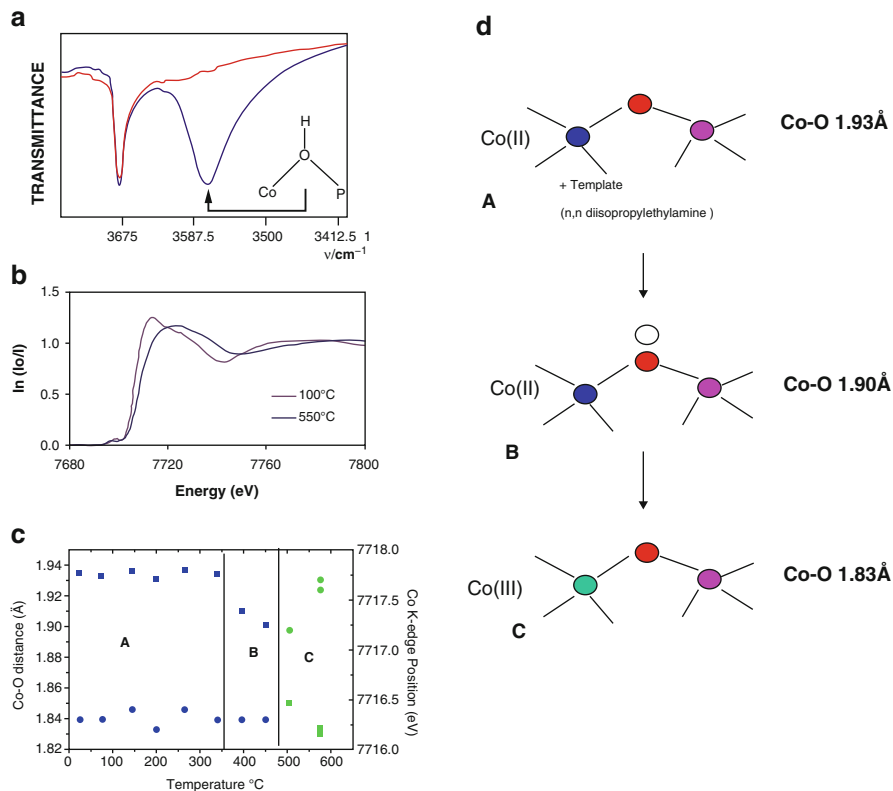 a
TRANSMITTANCE
H
O
Co
P
3675
3587.5
3500
3412.5
1
ν/cm⁻¹
b
ln (Io/I)
1.5
1.0
0.5
0.0
100°C
550°C
7680
7720
7760
7800
Energy (eV)
c
Co-O distance (Ä)
1.94
1.92
1.90
1.88
1.86
1.84
1.82
A
B
C
7718.0
7717.5
7717.0
7716.5
7716.0
Co K-edge Position (eV)
0
100
200
300
400
500
600
Temperature °C
d
Co(II)
Co-O 1.93Å
+ Template
A
(n,n diisopropylethylamine )
Co(II)
Co-O 1.90Å
B
Co(III)
Co-O 1.83Å
C